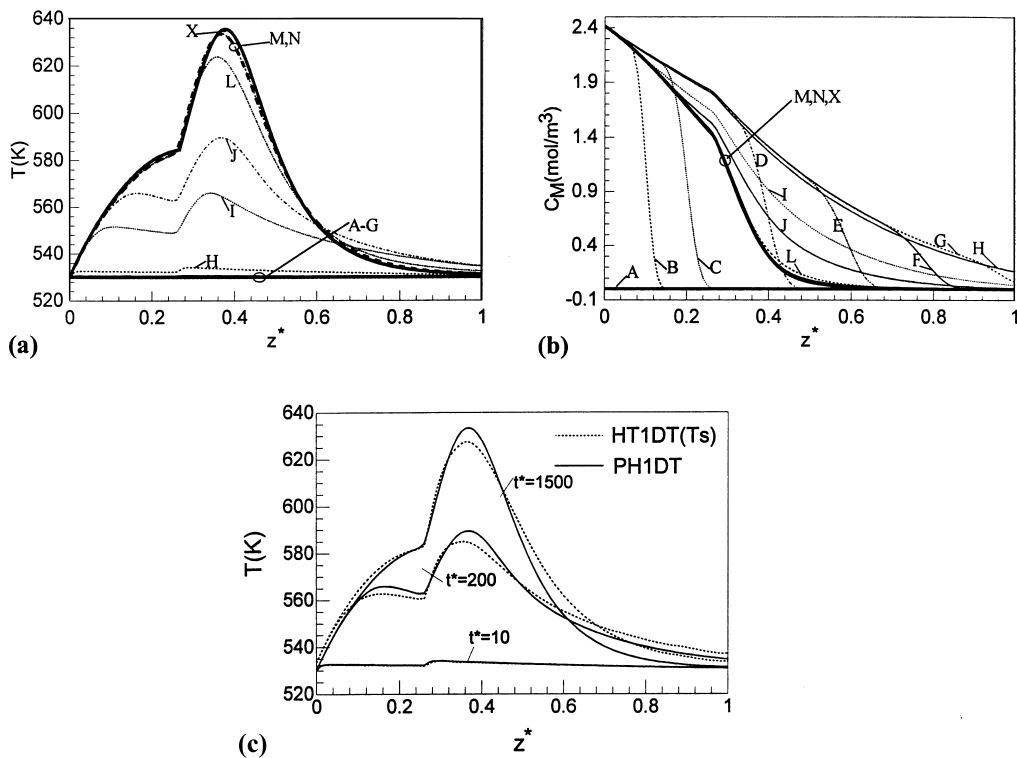 640
620
600
580
560
540
520
T(K)
X
M,N
L
J
I
A-G
H
0
0.2
0.4
0.6
0.8
1
z*
(a)
2.4
1.9
1.4
0.9
0.4
-0.1
C_M(mol/m³)
M,N,X
D
I
J
E
G
H
F
L
A
B
C
0
0.2
0.4
0.6
0.8
1
z*
(b)
640
620
600
580
560
540
520
T(K)
HT1DT(Ts)
PH1DT
t*=1500
t*=200
t*=10
0
0.2
0.4
0.6
0.8
1
z*
(c)